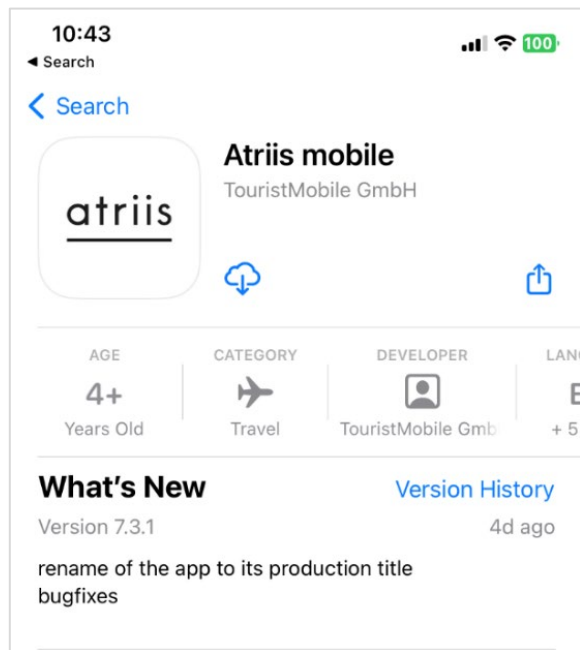 10:43
100
◀ Search
Search
Atriis mobile
TouristMobile GmbH
atriis
AGE
CATEGORY
DEVELOPER
4+
Years Old
Travel
TouristMobile Gmb
+ 5
What's New
Version History
Version 7.3.1
4d ago
rename of the app to its production title
bugfixes